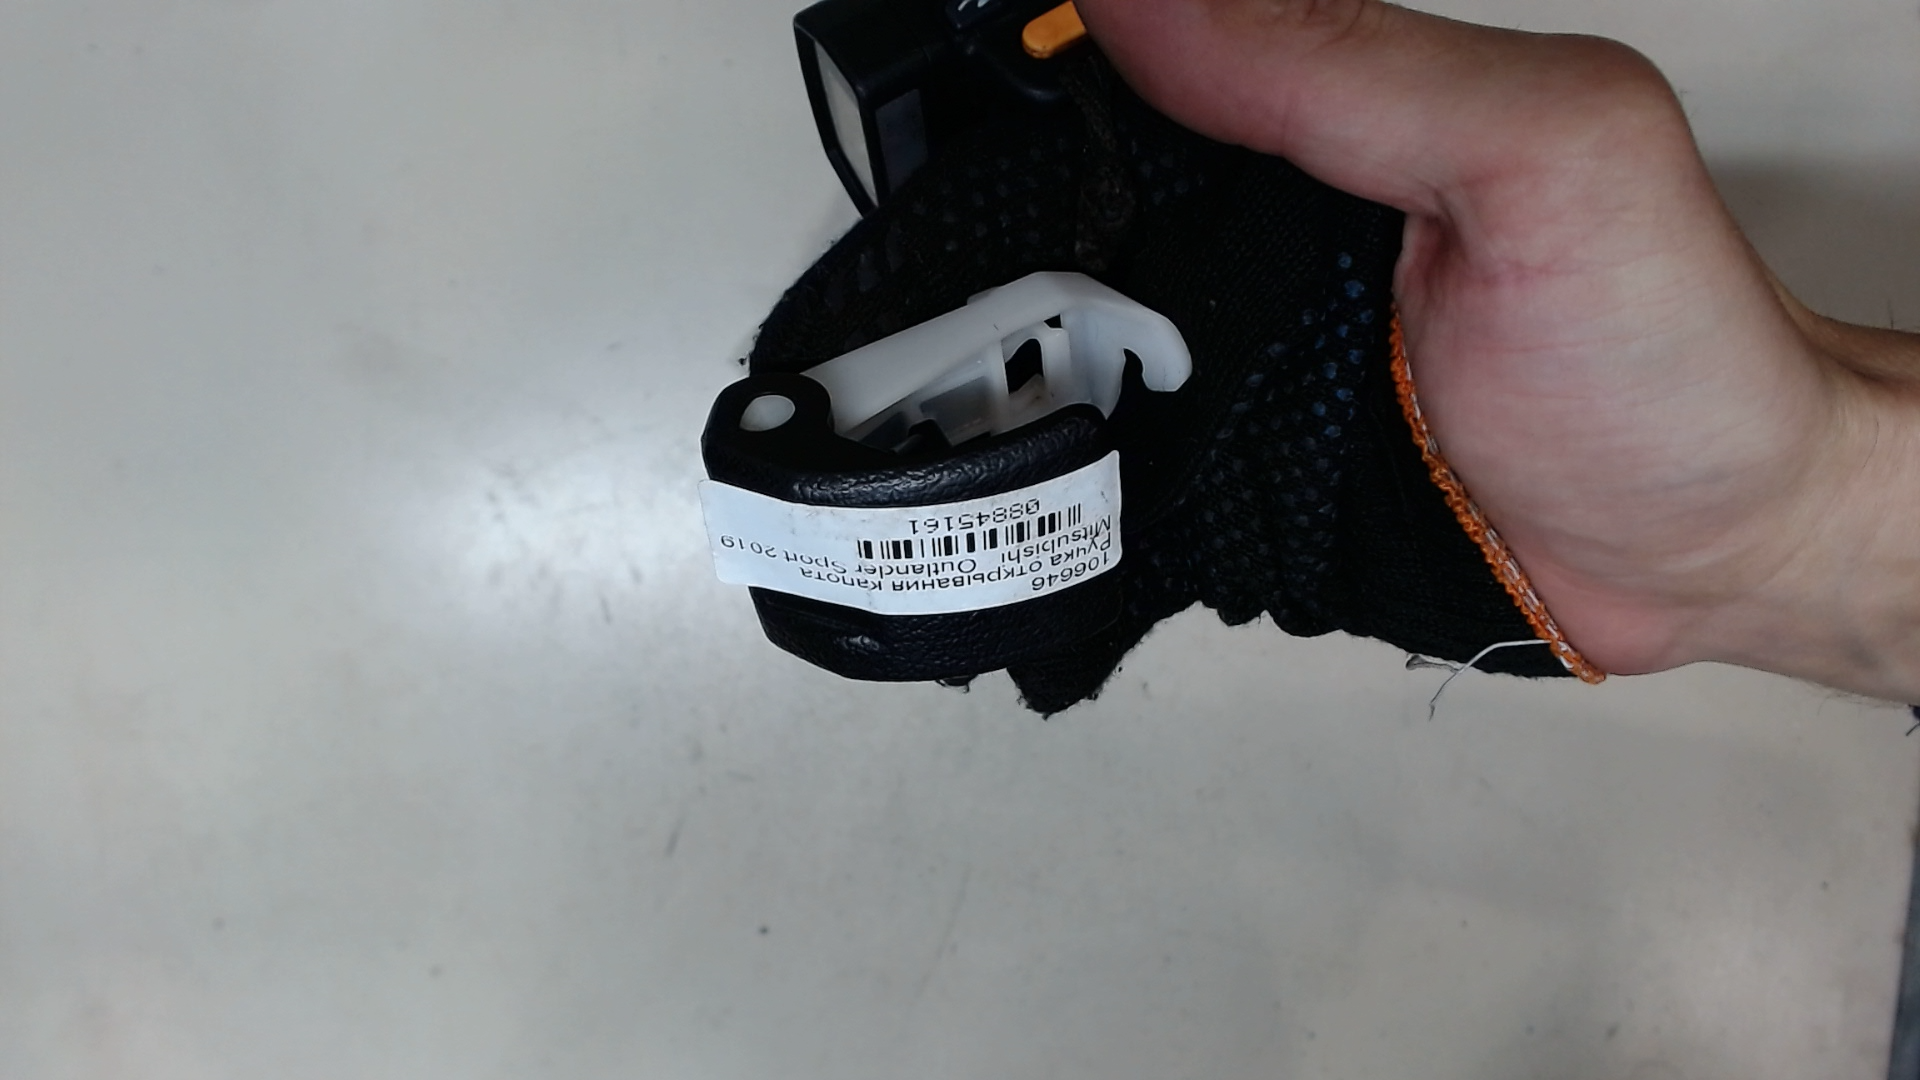 106646
Ручка открывания капота
Mitsubishi Outlander Sport 2019
08845161